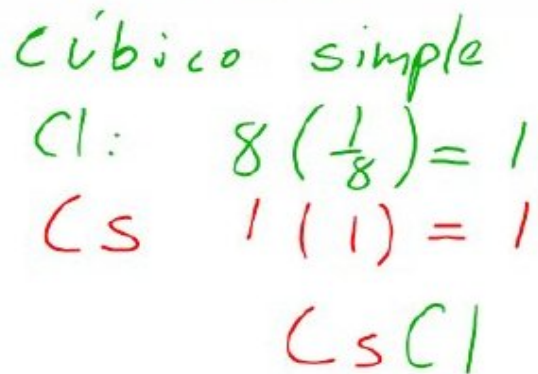 cúbico simple
Cl: 8 (1/8) = 1
Cs 1 (1) = 1
CsCl